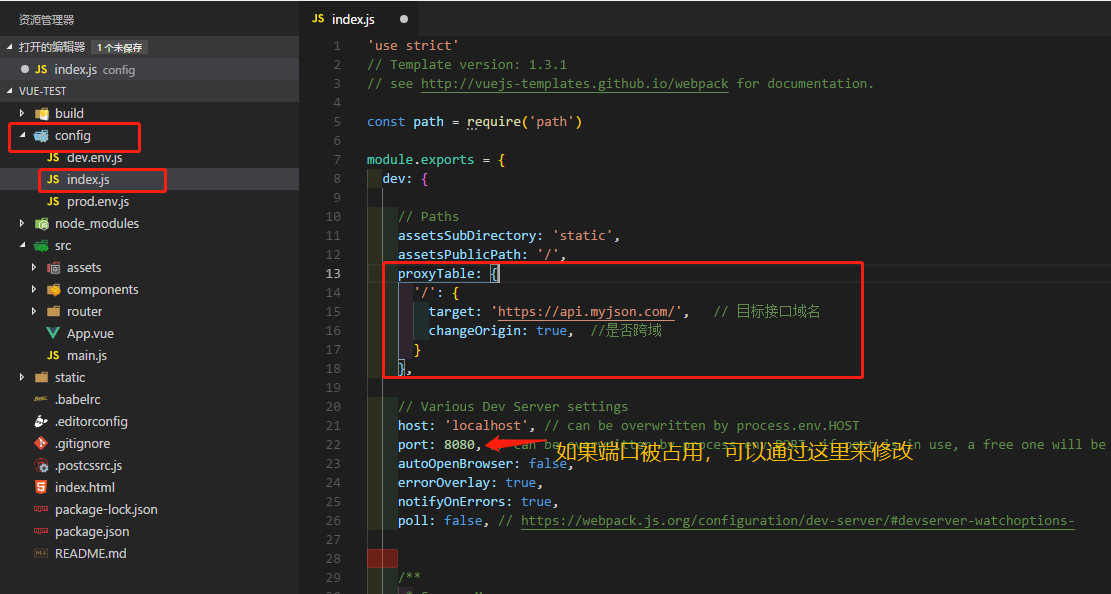 资源管理器
打开的编辑器 1 个未保存
JS index.js config
VUE-TEST
build
config
JS dev.env.js
JS index.js
JS prod.env.js
node_modules
src
assets
components
router
App.vue
JS main.js
static
.babelrc
.editorconfig
.gitignore
.postcssrc.js
index.html
package-lock.json
package.json
README.md
JS index.js
1 'use strict'
2 // Template version: 1.3.1
3 // see http://vuejs-templates.github.io/webpack for documentation.
4
5 const path = require('path')
6
7 module.exports = {
8 dev: {
9
10 // Paths
11 assetsSubDirectory: 'static',
12 assetsPublicPath: '/',
13 proxyTable: {
14 '/': {
15 target: 'https://api.myjson.com/', // 目标接口域名
16 changeOrigin: true, //是否跨域
17 }
18 },
19
20 // Various Dev Server settings
21 host: 'localhost', // can be overwritten by process.env.HOST
22 port: 8080, can be overwritten by process.env.PORT, if port is in use, a free one will be
如果端口被占用，可以通过这里来修改
23 autoOpenBrowser: false,
24 errorOverlay: true,
25 notifyOnErrors: true,
26 poll: false, // https://webpack.js.org/configuration/dev-server/#devserver-watchoptions-
27
28
29 /**